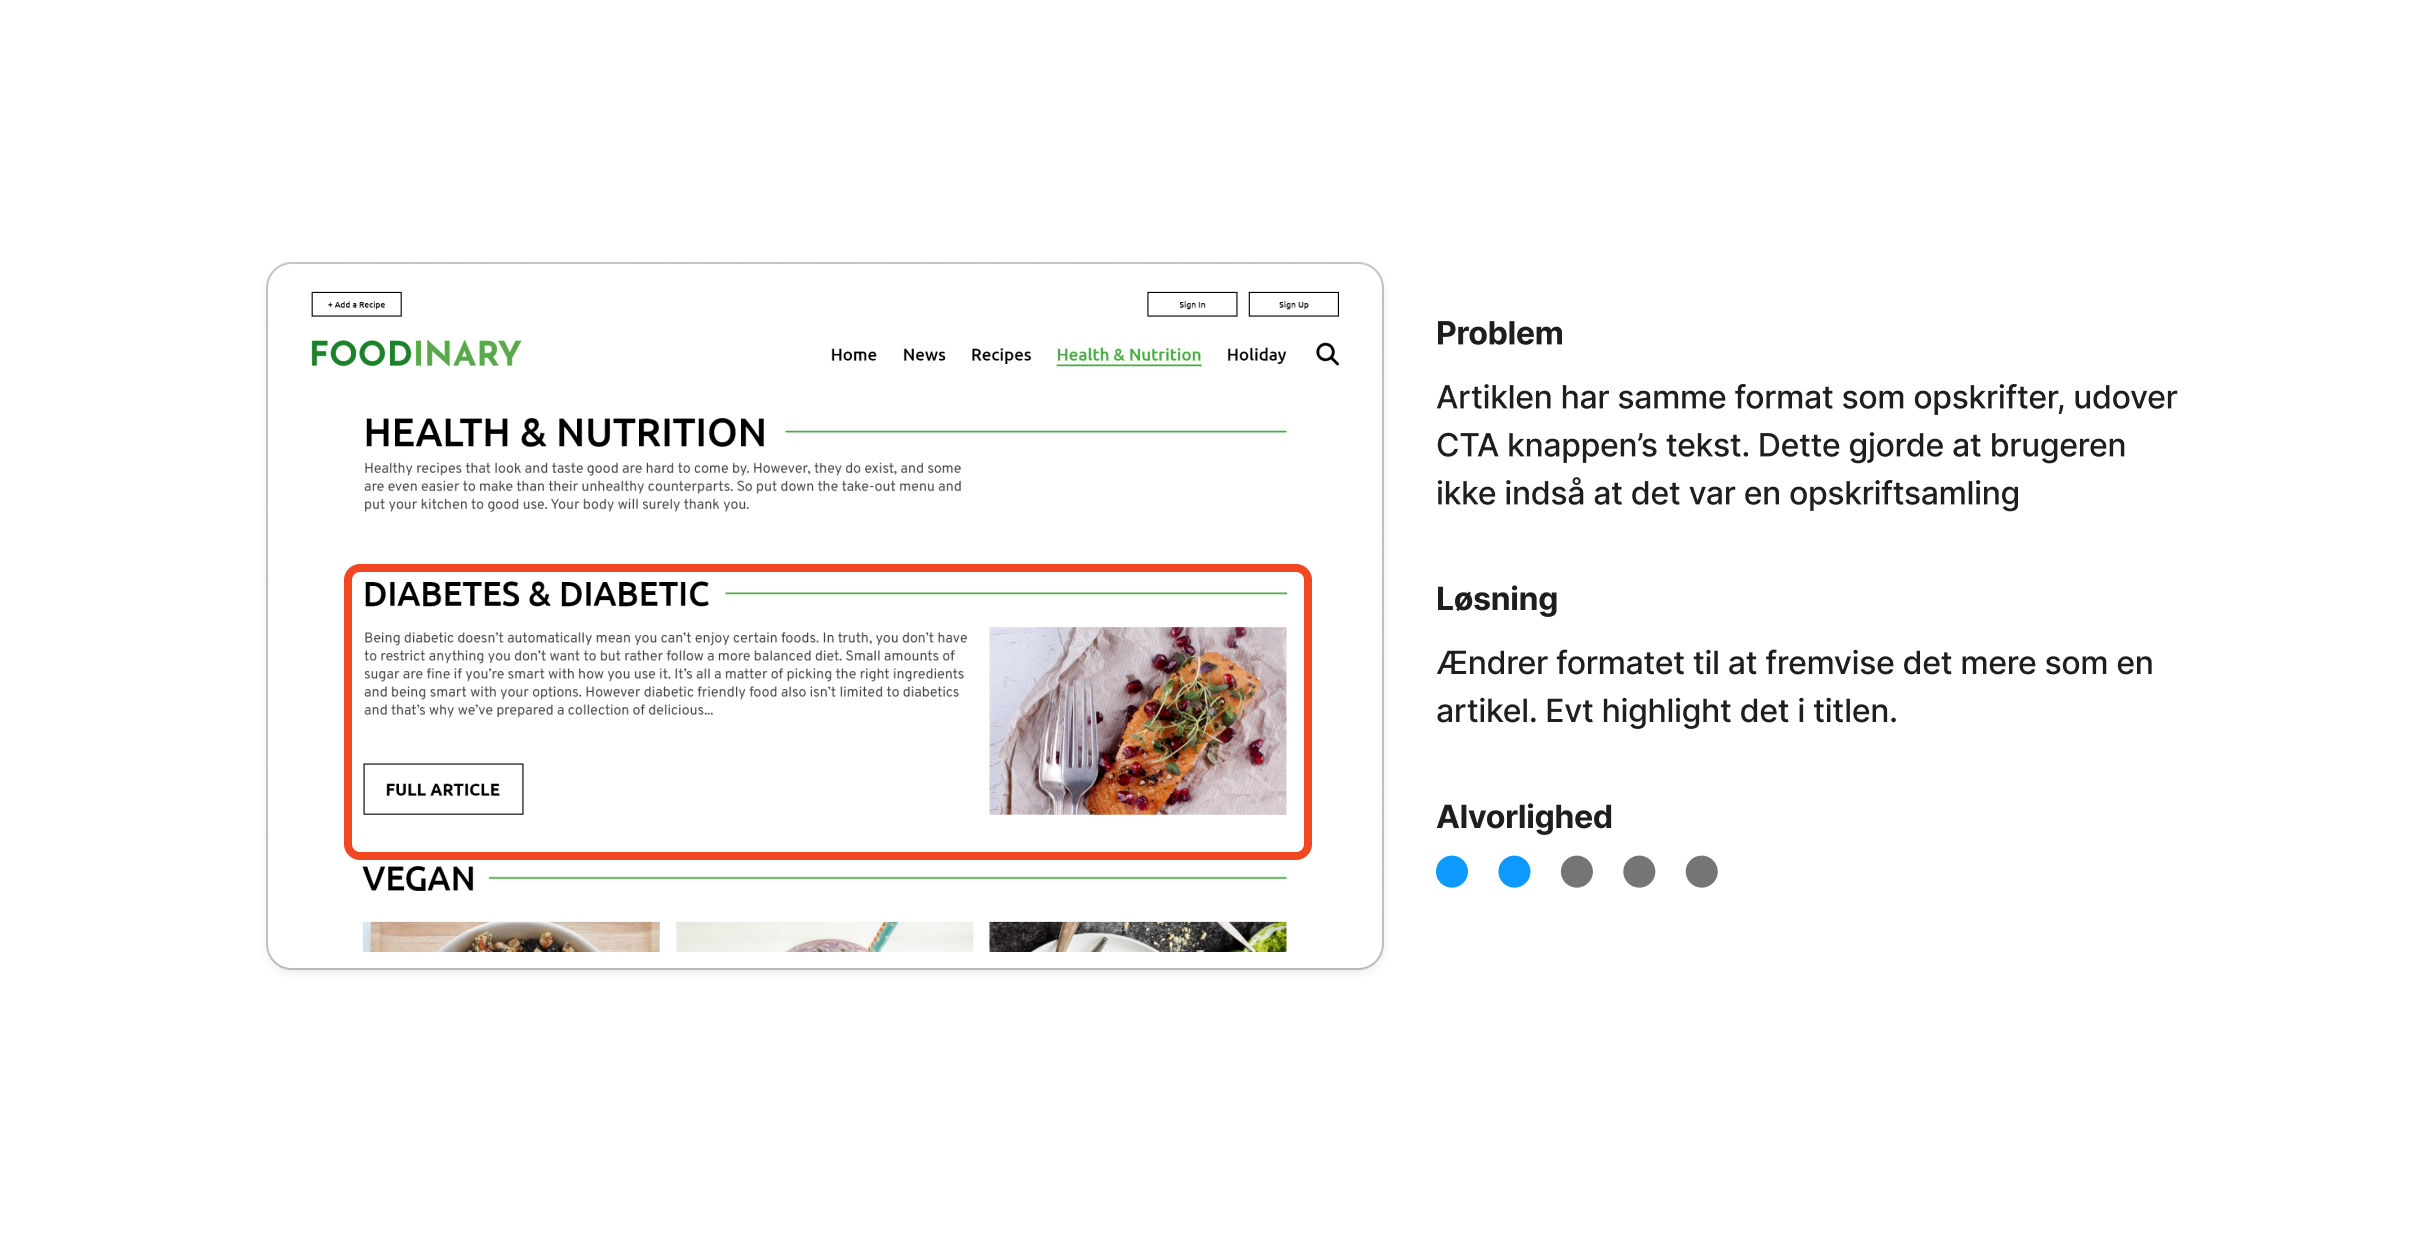 + Add a Recipe
Sign In
Sign Up
FOODINARY
Home
News
Recipes
Health & Nutrition
Holiday
HEALTH & NUTRITION
Healthy recipes that look and taste good are hard to come by. However, they do exist, and some
are even easier to make than their unhealthy counterparts. So put down the take-out menu and
put your kitchen to good use. Your body will surely thank you.
DIABETES & DIABETIC
Being diabetic doesn’t automatically mean you can’t enjoy certain foods. In truth, you don’t have
to restrict anything you don’t want to but rather follow a more balanced diet. Small amounts of
sugar are fine if you’re smart with how you use it. It’s all a matter of picking the right ingredients
and being smart with your options. However diabetic friendly food also isn’t limited to diabetics
and that’s why we’ve prepared a collection of delicious...
FULL ARTICLE
VEGAN
Problem
Artiklen har samme format som opskrifter, udover
CTA knappen’s tekst. Dette gjorde at brugeren
ikke indså at det var en opskriftsamling
Løsning
Ændrer formatet til at fremvise det mere som en
artikel. Evt highlight det i titlen.
Alvorlighed